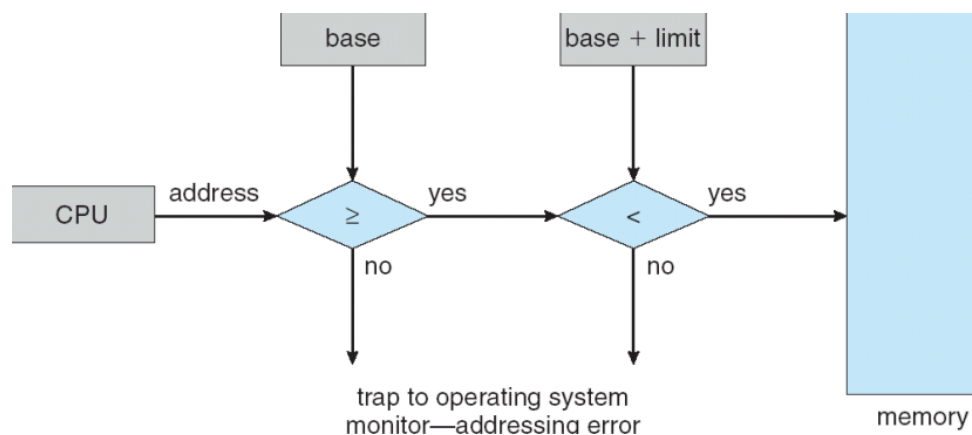 base
base + limit
CPU
address
≥
yes
<
yes
no
no
trap to operating system
monitor—addressing error
memory